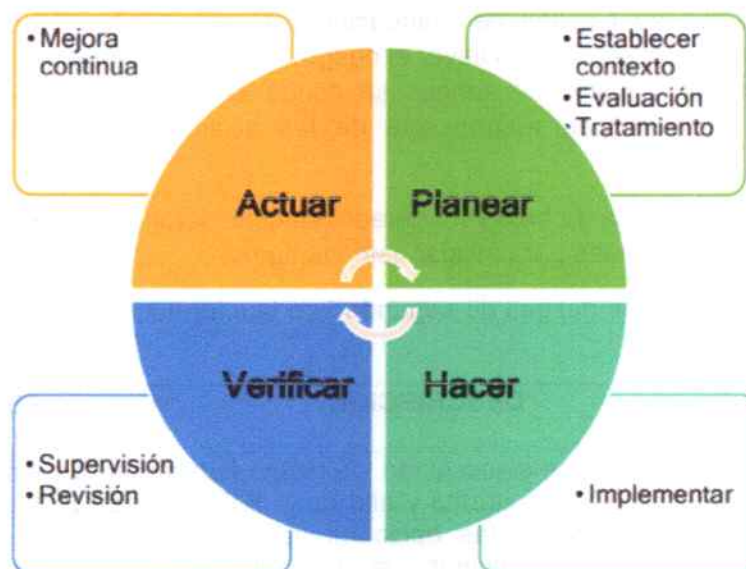 • Mejora
continua
• Establecer
contexto
• Evaluación
• Tratamiento
Actuar
Planear
Verificar
Hacer
• Supervisión
• Revisión
• Implementar